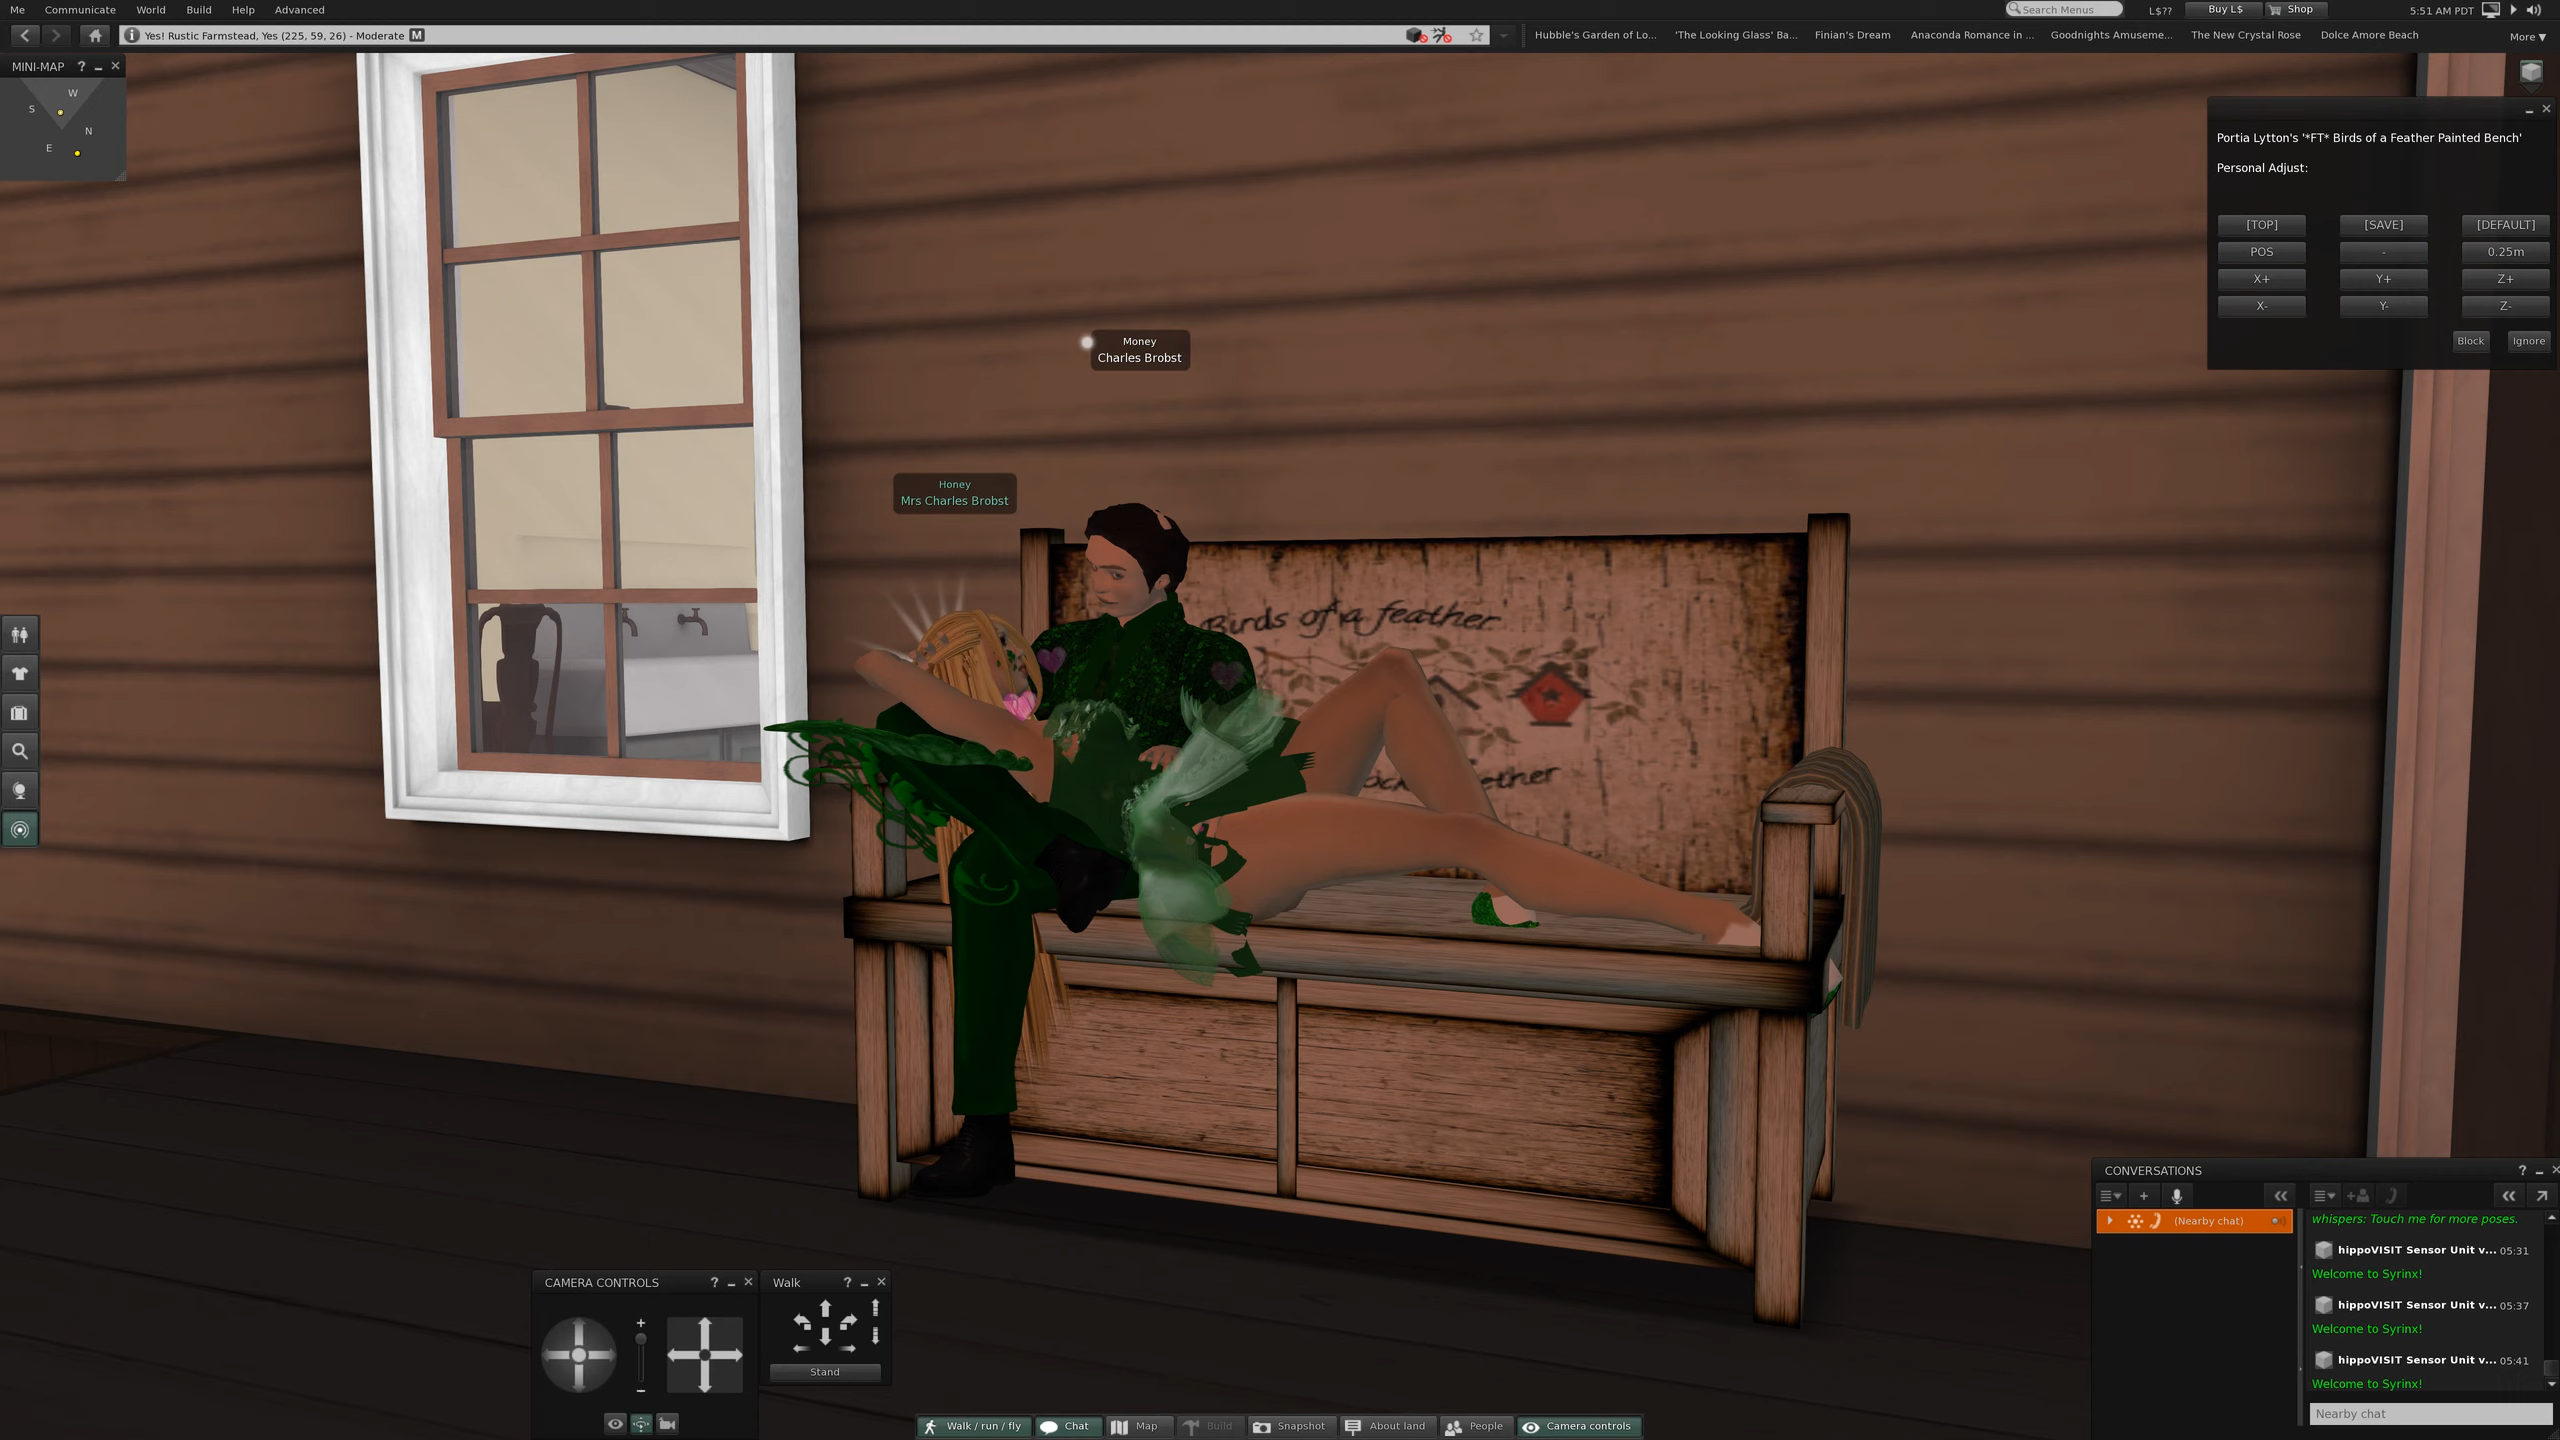 Me Communicate World Build Help Advanced
Search Menus L$?? Buy L$ Shop 5:51 AM PDT
Yes! Rustic Farmstead, Yes (225, 59, 26) - Moderate M
Hubble's Garden of Lo... 'The Looking Glass' Ba... Finian's Dream Anaconda Romance in ... Goodnights Amuseme... The New Crystal Rose Dolce Amore Beach More
MINI-MAP ?
W
S
N
E
Portia Lytton's '*FT* Birds of a Feather Painted Bench'
Personal Adjust:
[TOP] [SAVE] [DEFAULT]
POS - 0.25m
X+ Y+ Z+
X- Y- Z-
Block Ignore
Money
Charles Brobst
Honey
Mrs Charles Brobst
Birds of a feather
CONVERSATIONS ?
(Nearby chat)
whispers: Touch me for more poses.
hippoVISIT Sensor Unit v... 05:31
Welcome to Syrinx!
hippoVISIT Sensor Unit v... 05:37
Welcome to Syrinx!
hippoVISIT Sensor Unit v... 05:41
Welcome to Syrinx!
Nearby chat
CAMERA CONTROLS ?
Walk ?
Stand
Walk / run / fly Chat Map Build Snapshot About land People Camera controls